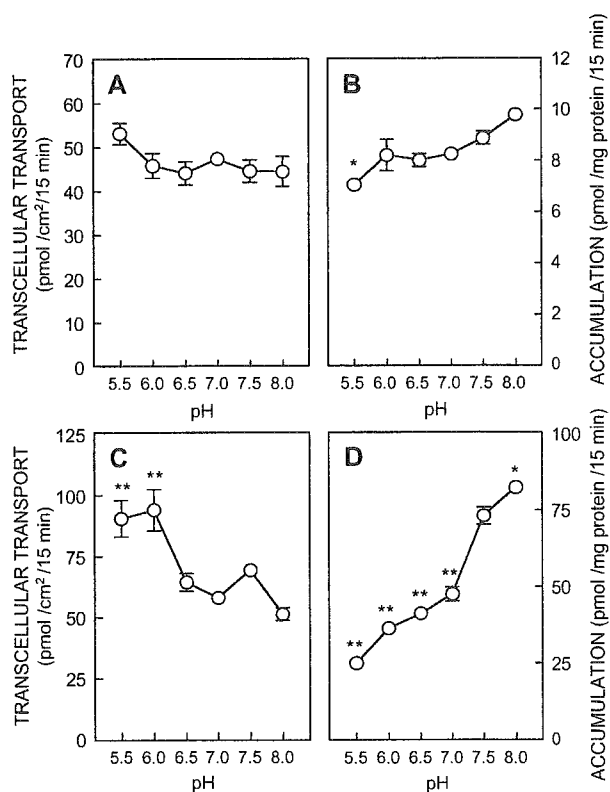 A
B
TRANSCELLULAR TRANSPORT
(pmol /cm²/15 min)
70
60
50
40
30
20
10
0
5.5 6.0 6.5 7.0 7.5 8.0
pH
*
5.5 6.0 6.5 7.0 7.5 8.0
pH
12
10
8
6
4
2
0
ACCUMULATION (pmol /mg protein /15 min)
C
D
TRANSCELLULAR TRANSPORT
(pmol /cm²/15 min)
125
100
75
50
25
0
** **
5.5 6.0 6.5 7.0 7.5 8.0
pH
** ** ** ** *
5.5 6.0 6.5 7.0 7.5 8.0
pH
100
75
50
25
0
ACCUMULATION (pmol /mg protein /15 min)